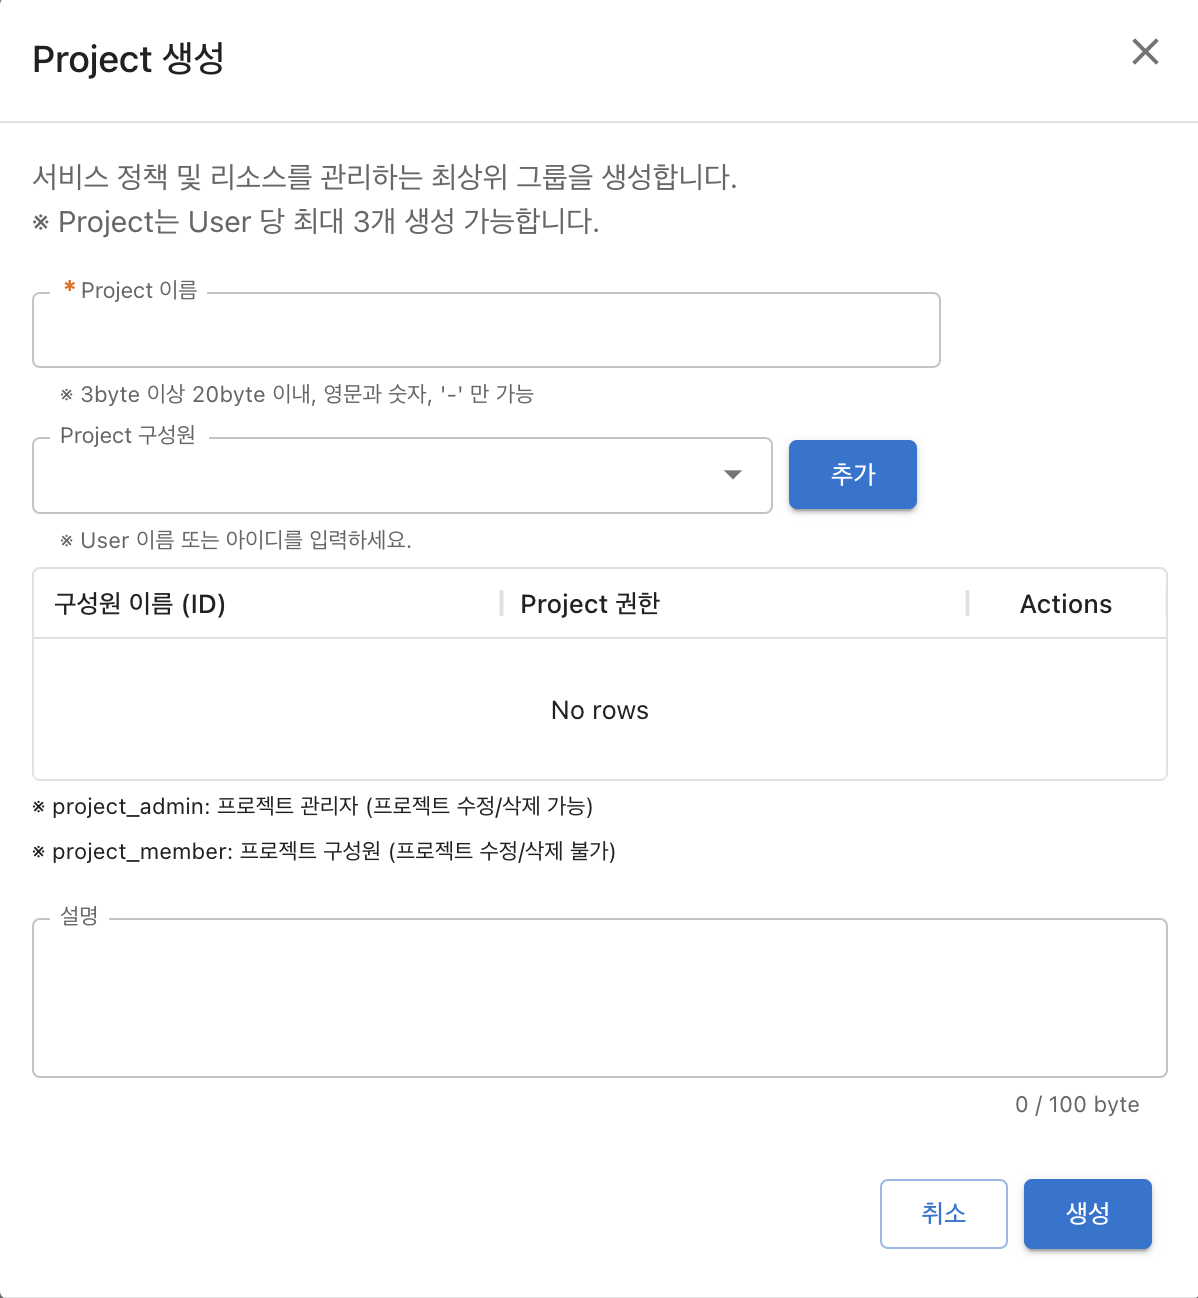 Project 생성
서비스 정책 및 리소스를 관리하는 최상위 그룹을 생성합니다.
※ Project는 User 당 최대 3개 생성 가능합니다.
* Project 이름
※ 3byte 이상 20byte 이내, 영문과 숫자, '-' 만 가능
Project 구성원
추가
※ User 이름 또는 아이디를 입력하세요.
구성원 이름 (ID) Project 권한 Actions
No rows
※ project_admin: 프로젝트 관리자 (프로젝트 수정/삭제 가능)
※ project_member: 프로젝트 구성원 (프로젝트 수정/삭제 불가)
설명
0 / 100 byte
취소 생성